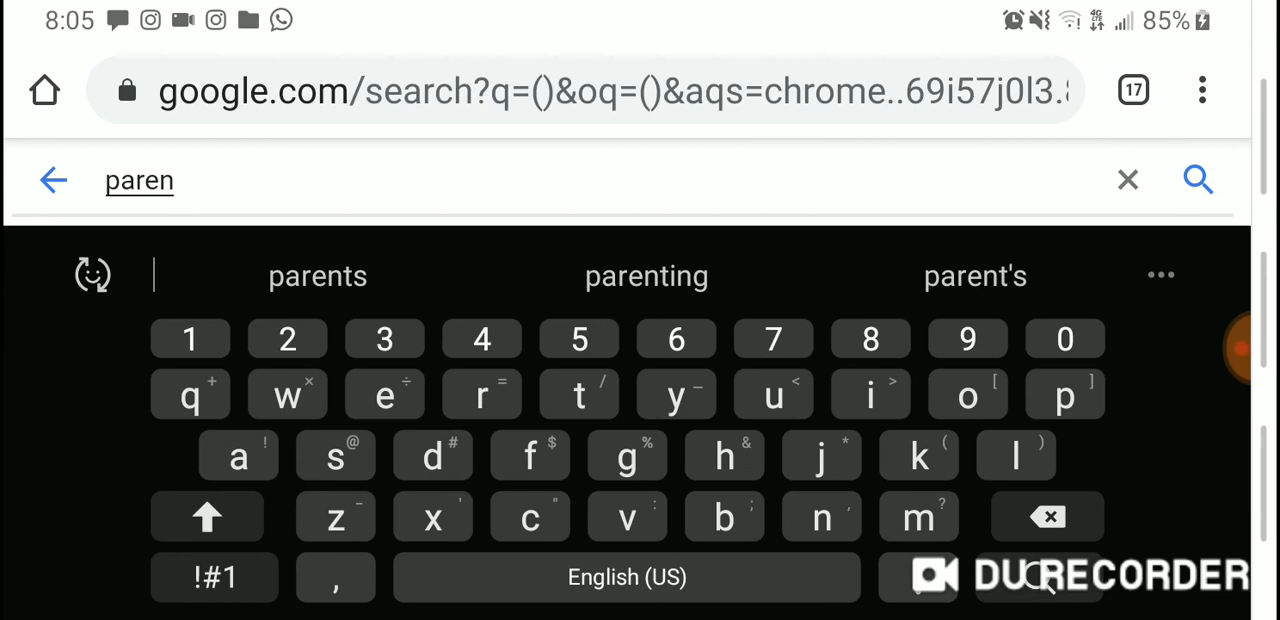 8:05 85%
google.com/search?q=()&oq=()&aqs=chrome..69i57j0l3. 17
paren
parents parenting parent's
1 2 3 4 5 6 7 8 9 0
q + w × e ÷ r = t / y _ u < i > o [ p ]
a ! s @ d # f $ g % h & j * k ( l )
z - x ' c " v : b ; n , m ?
!#1 , English (US) DU RECORDER